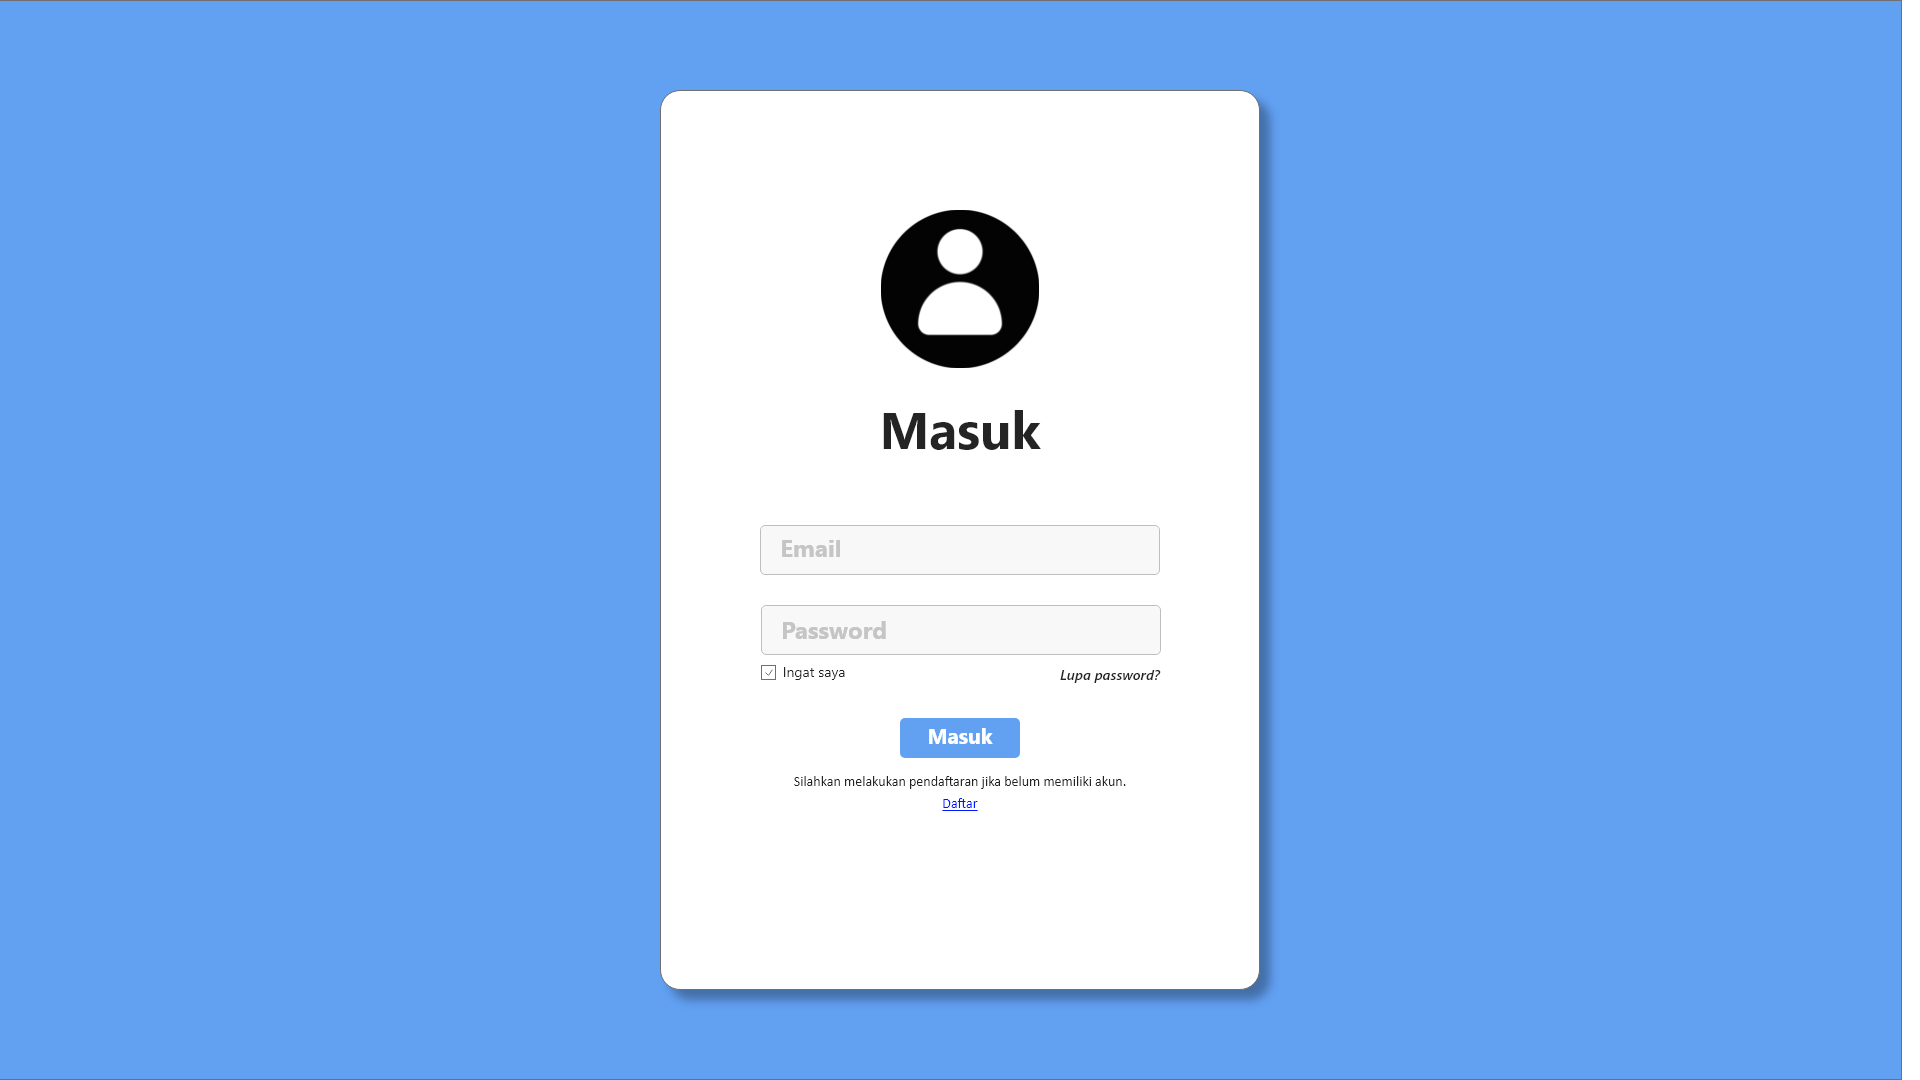 Masuk
Email
Password
Ingat saya
Lupa password?
Masuk
Silahkan melakukan pendaftaran jika belum memiliki akun.
Daftar